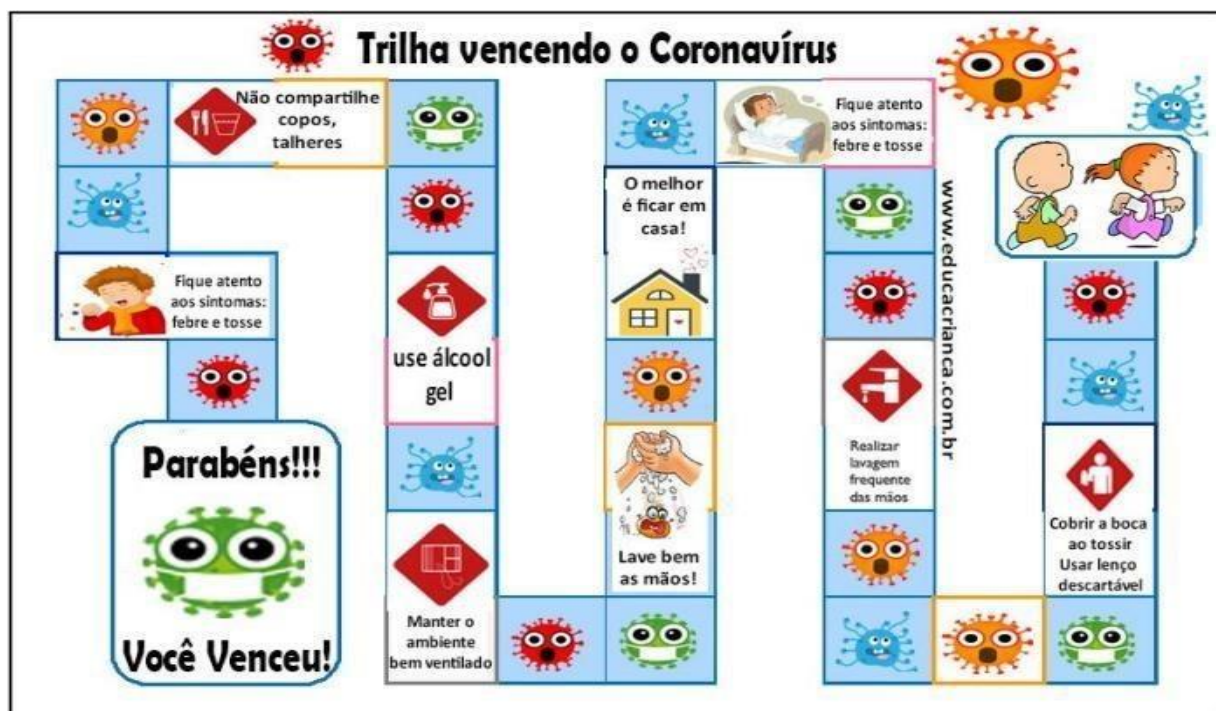 Trilha vencendo o Coronavírus
Não compartilhe
copos,
talheres
Fique atento
aos sintomas:
febre e tosse
O melhor
é ficar em
casa!
www.educacrianca.com.br
Fique atento
aos sintomas:
febre e tosse
use álcool
gel
Realizar
lavagem
frequente
das mãos
Parabéns!!!
Cobrir a boca
ao tossir
Usar lenço
descartável
Lave bem
as mãos!
Manter o
ambiente
bem ventilado
Você Venceu!